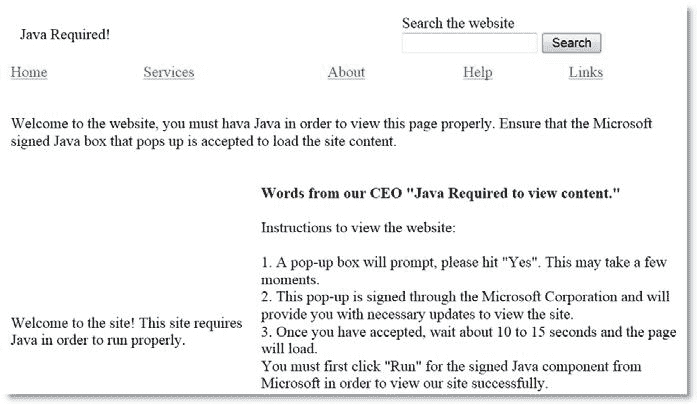 Java Required!
Search the website
Search
Home Services About Help Links
Welcome to the website, you must hava Java in order to view this page properly. Ensure that the Microsoft
signed Java box that pops up is accepted to load the site content.
Words from our CEO "Java Required to view content."
Instructions to view the website:
1. A pop-up box will prompt, please hit "Yes". This may take a few
moments.
2. This pop-up is signed through the Microsoft Corporation and will
provide you with necessary updates to view the site.
3. Once you have accepted, wait about 10 to 15 seconds and the page
will load.
You must first click "Run" for the signed Java component from
Microsoft in order to view our site successfully.
Welcome to the site! This site requires
Java in order to run properly.